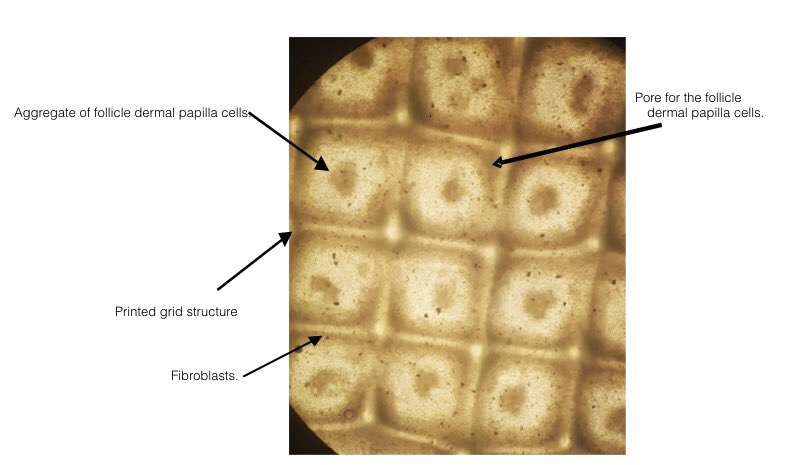 Aggregate of follicle dermal papilla cells.
Pore for the follicle
dermal papilla cells.
Printed grid structure
Fibroblasts.